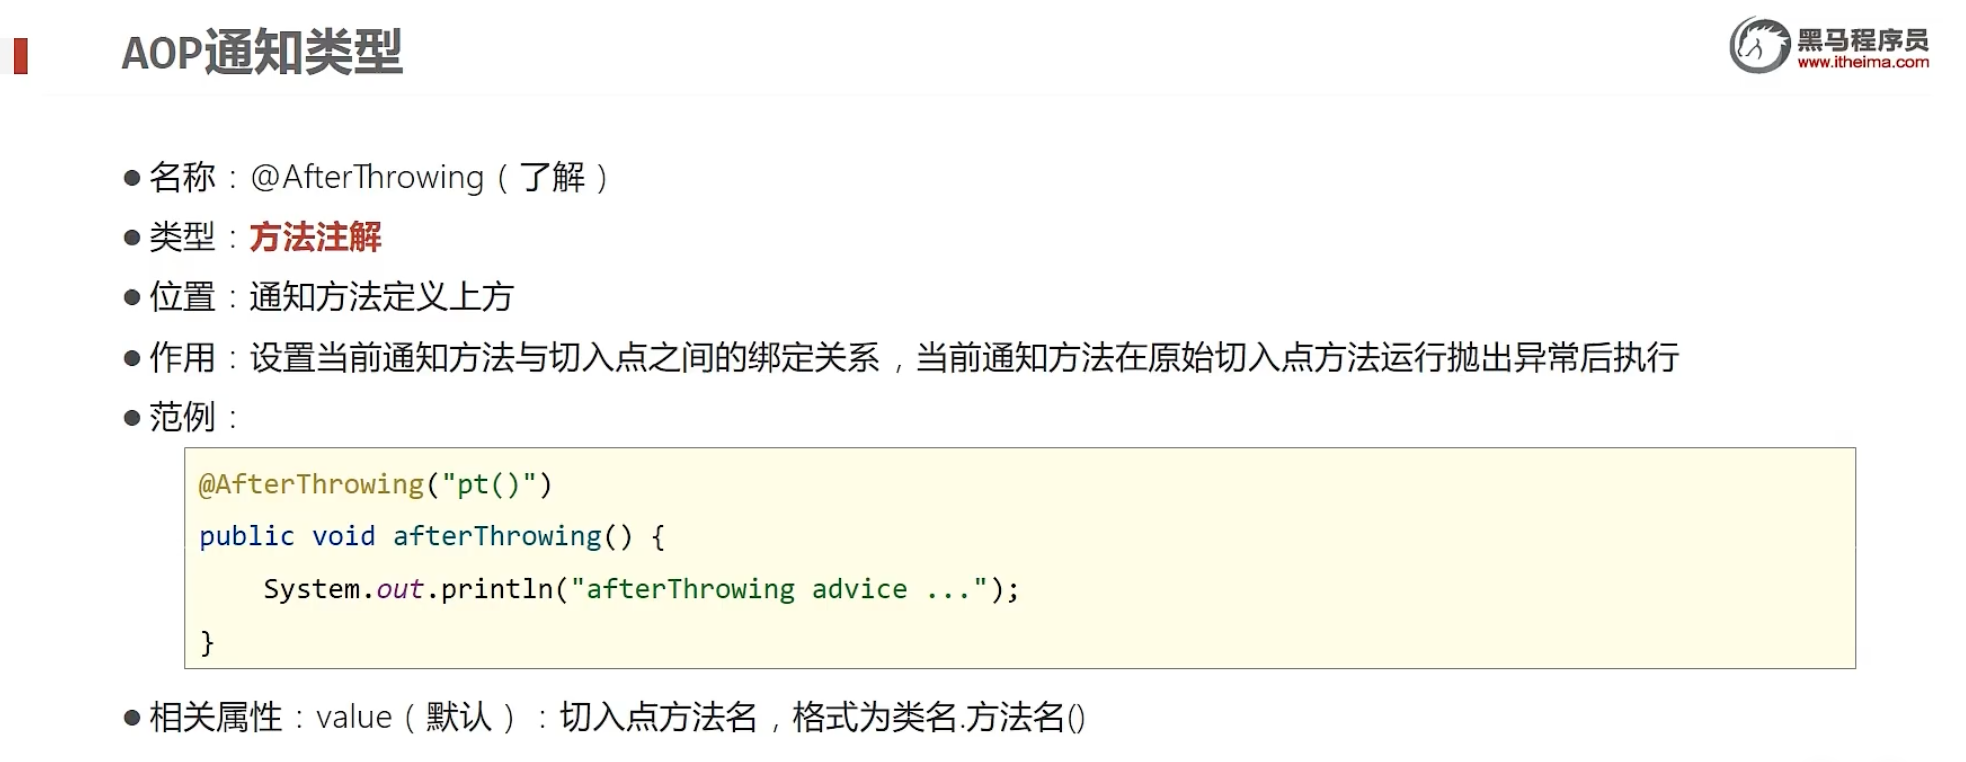 AOP通知类型
黑马程序员
www.itheima.com
● 名称：@AfterThrowing（了解）
● 类型：方法注解
● 位置：通知方法定义上方
● 作用：设置当前通知方法与切入点之间的绑定关系，当前通知方法在原始切入点方法运行抛出异常后执行
● 范例：
@AfterThrowing("pt()")
public void afterThrowing() {
    System.out.println("afterThrowing advice ...");
}
● 相关属性：value（默认）：切入点方法名，格式为类名.方法名()